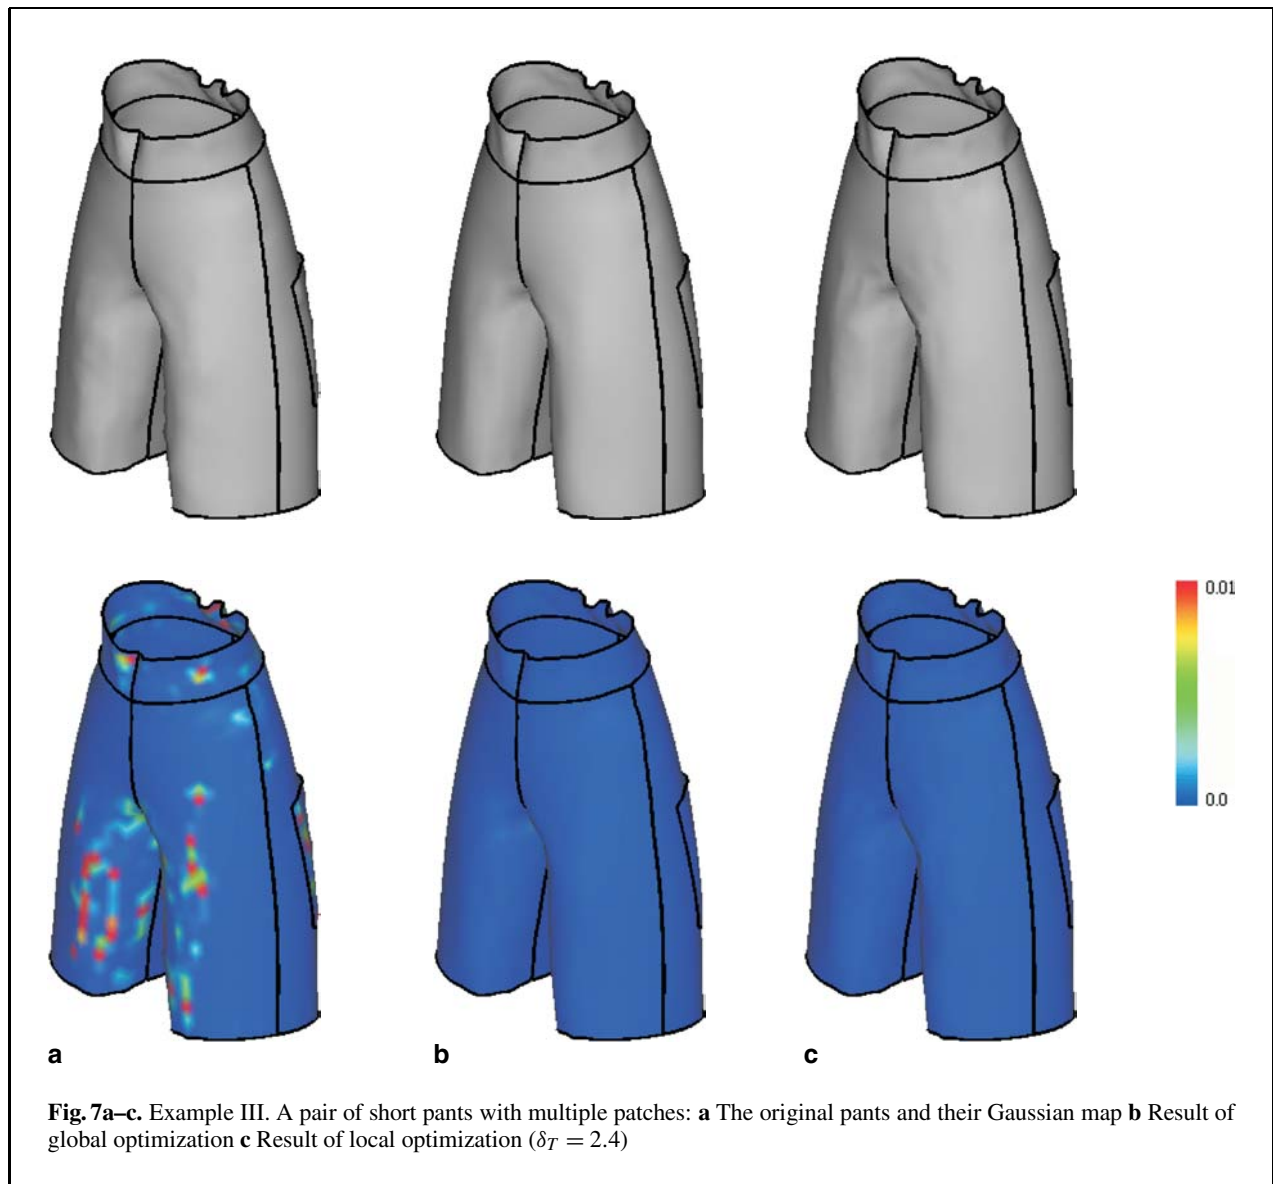 0.01
0.0
a
b
c
Fig. 7a–c. Example III. A pair of short pants with multiple patches: a The original pants and their Gaussian map b Result of
global optimization c Result of local optimization (δT = 2.4)